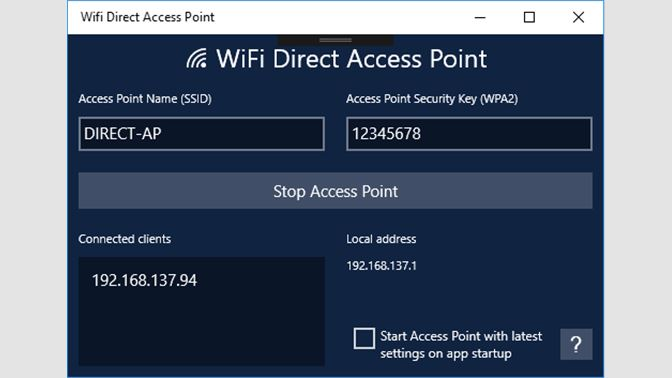 Wifi Direct Access Point
WiFi Direct Access Point
Access Point Name (SSID)
Access Point Security Key (WPA2)
DIRECT-AP
12345678
Stop Access Point
Connected clients
Local address
192.168.137.94
192.168.137.1
Start Access Point with latest
settings on app startup
?